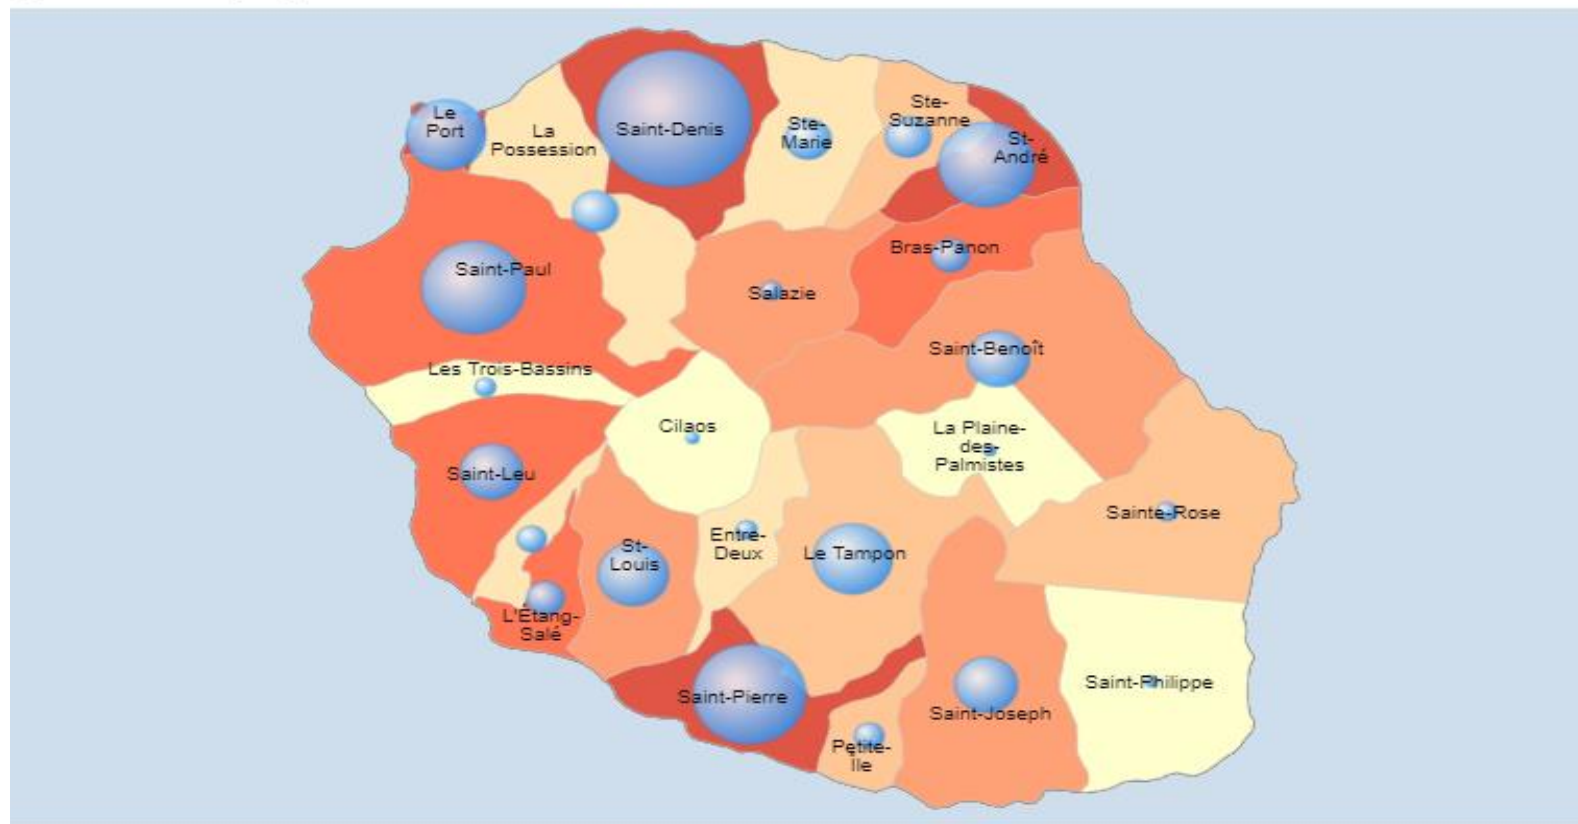 Le
Port
La
Possession
Saint-Denis
Ste-
Marie
Ste-
Suzanne
St-
André
Saint-Paul
Bras-Panon
Salazie
Les Trois-Bassins
Saint-Benoît
Cilaos
La Plaine-
des-
Palmistes
Saint-Leu
Sainte-Rose
St-
Louis
Entre-
Deux
Le Tampon
L'Étang-
Salé
Saint-Pierre
Saint-Philippe
Saint-Joseph
Petite-
Île